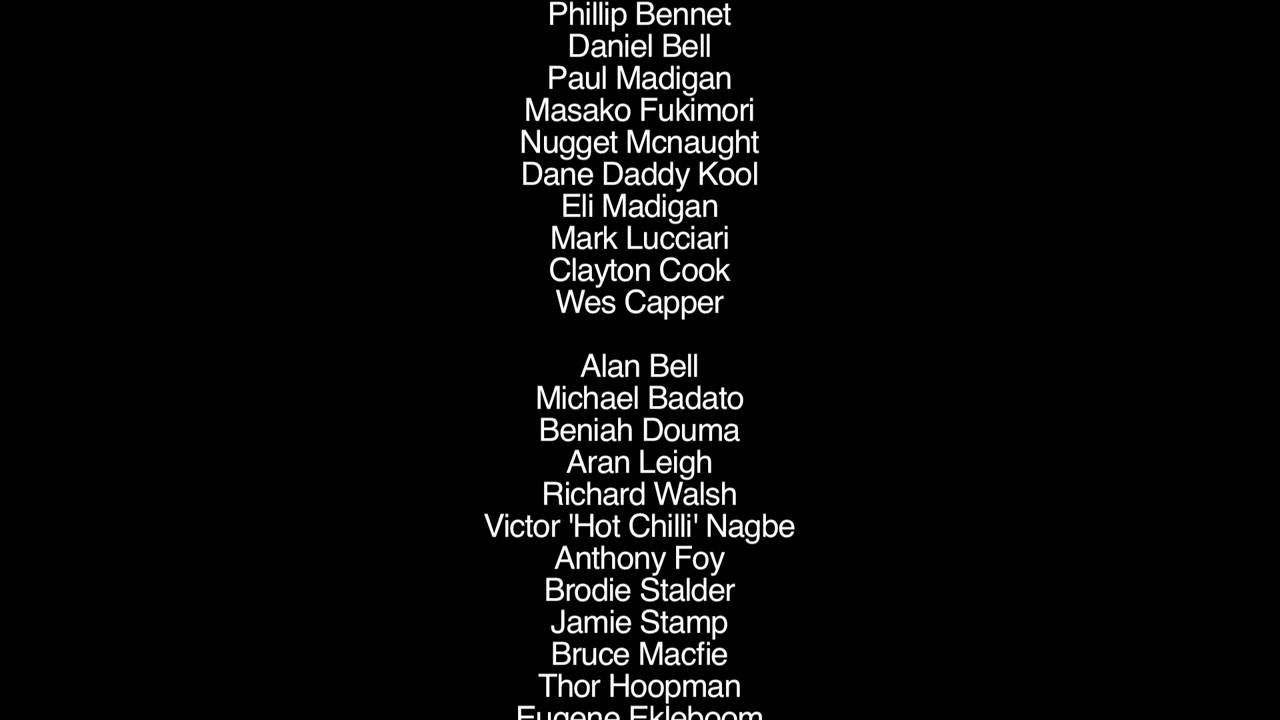 Phillip Bennet
Daniel Bell
Paul Madigan
Masako Fukimori
Nugget Mcnaught
Dane Daddy Kool
Eli Madigan
Mark Lucciari
Clayton Cook
Wes Capper
Alan Bell
Michael Badato
Beniah Douma
Aran Leigh
Richard Walsh
Victor 'Hot Chilli' Nagbe
Anthony Foy
Brodie Stalder
Jamie Stamp
Bruce Macfie
Thor Hoopman
Eugene Ekleboom